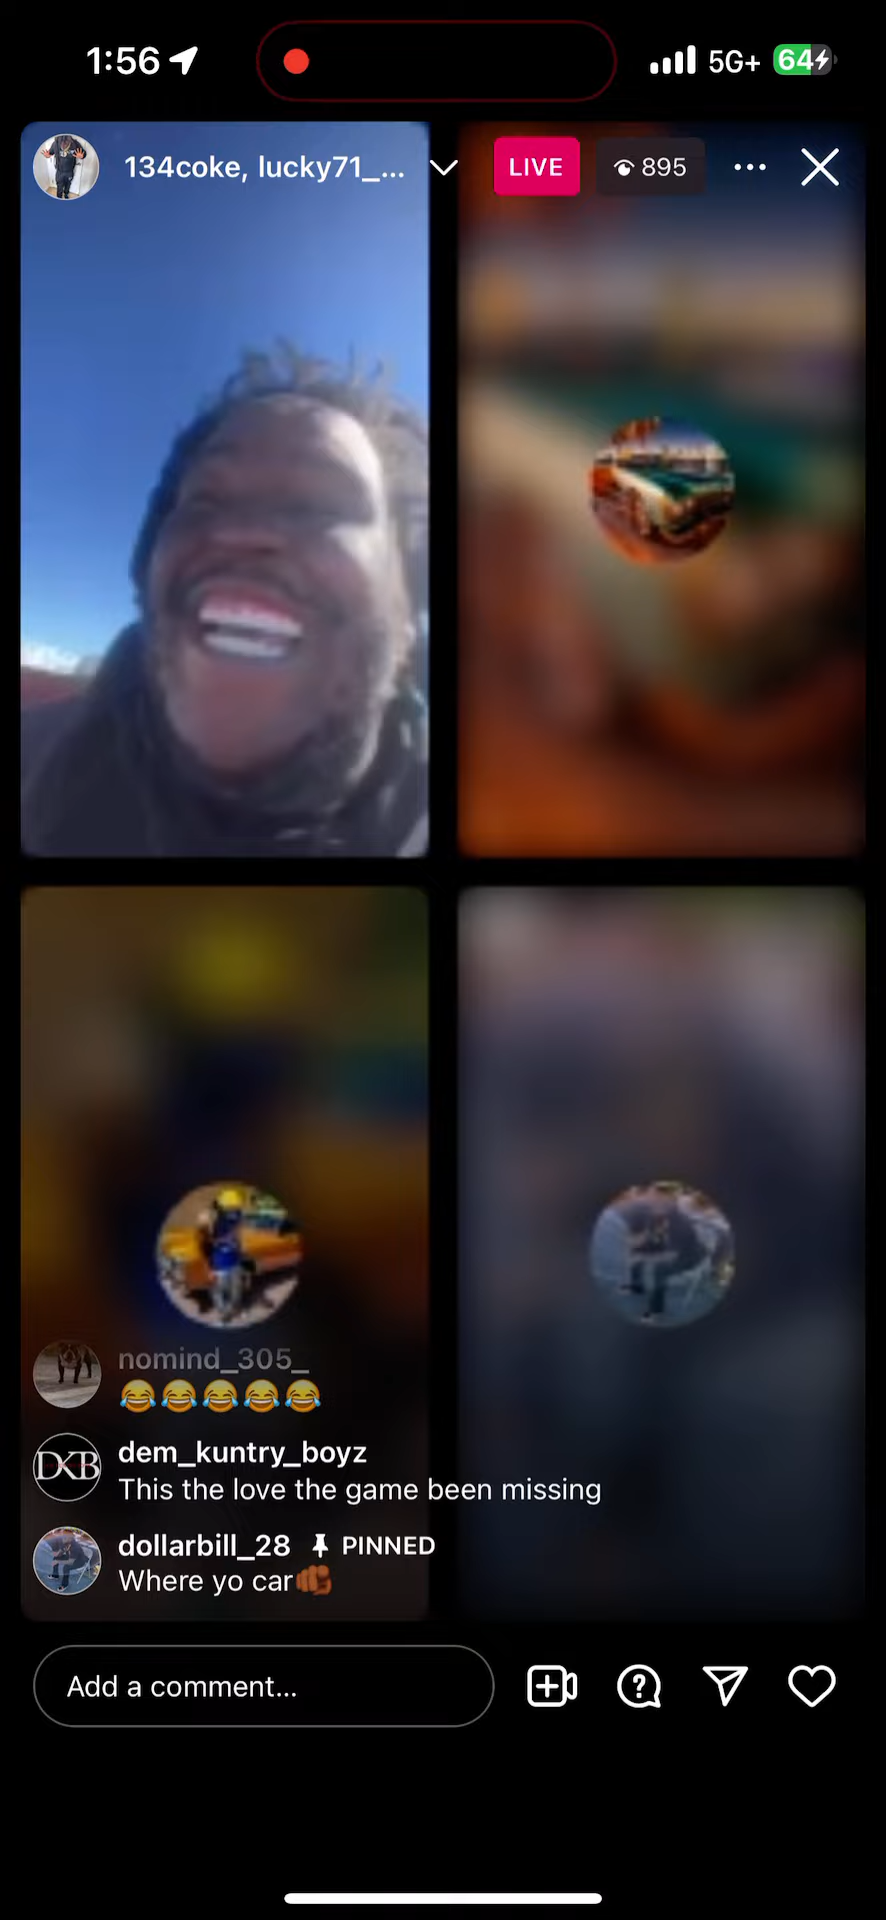 1:56
5G+
64
134coke, lucky71_...
LIVE
895
nomind_305_
😂😂😂😂😂
DKB
dem_kuntry_boyz
This the love the game been missing
dollarbill_28 PINNED
Where yo car🫵🏾
Add a comment...